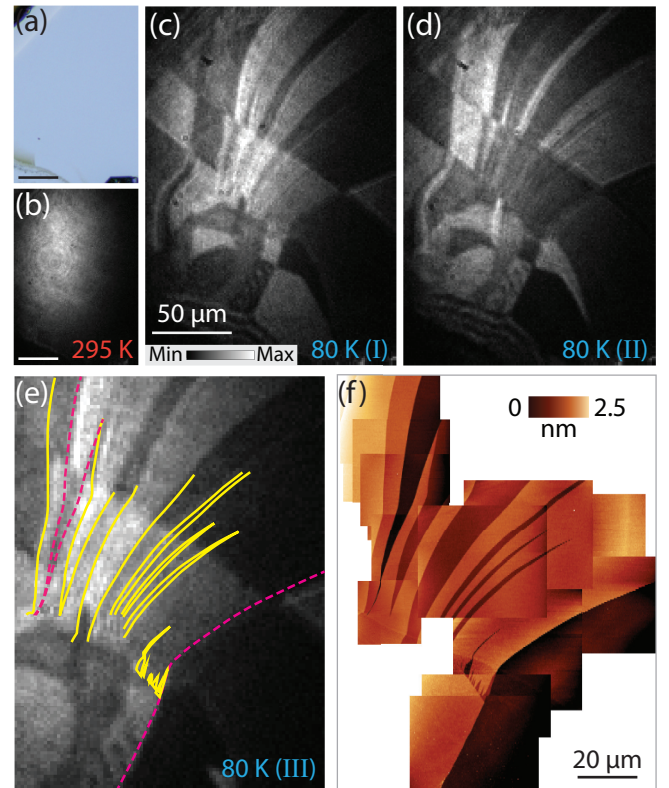 (a)
(b)
295 K
(c)
50 μm
Min Max
80 K (I)
(d)
80 K (II)
(e)
80 K (III)
(f)
0 2.5
nm
20 μm